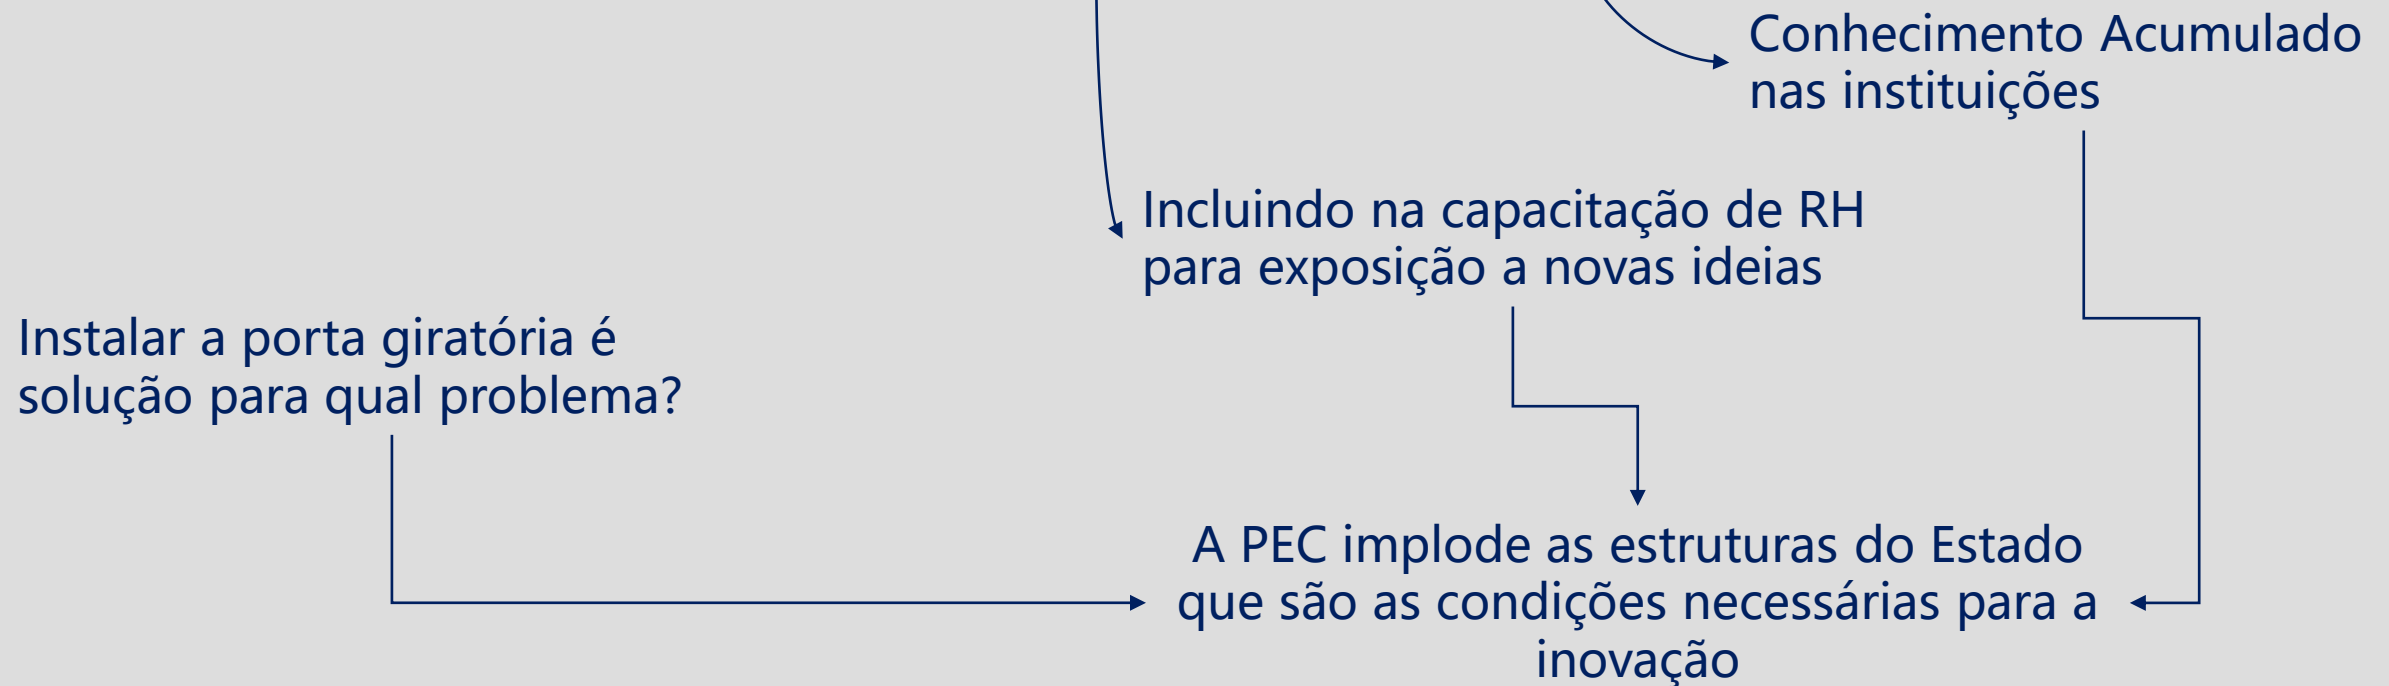 Conhecimento Acumulado
nas instituições
Incluindo na capacitação de RH
para exposição a novas ideias
Instalar a porta giratória é
solução para qual problema?
A PEC implode as estruturas do Estado
que são as condições necessárias para a
inovação